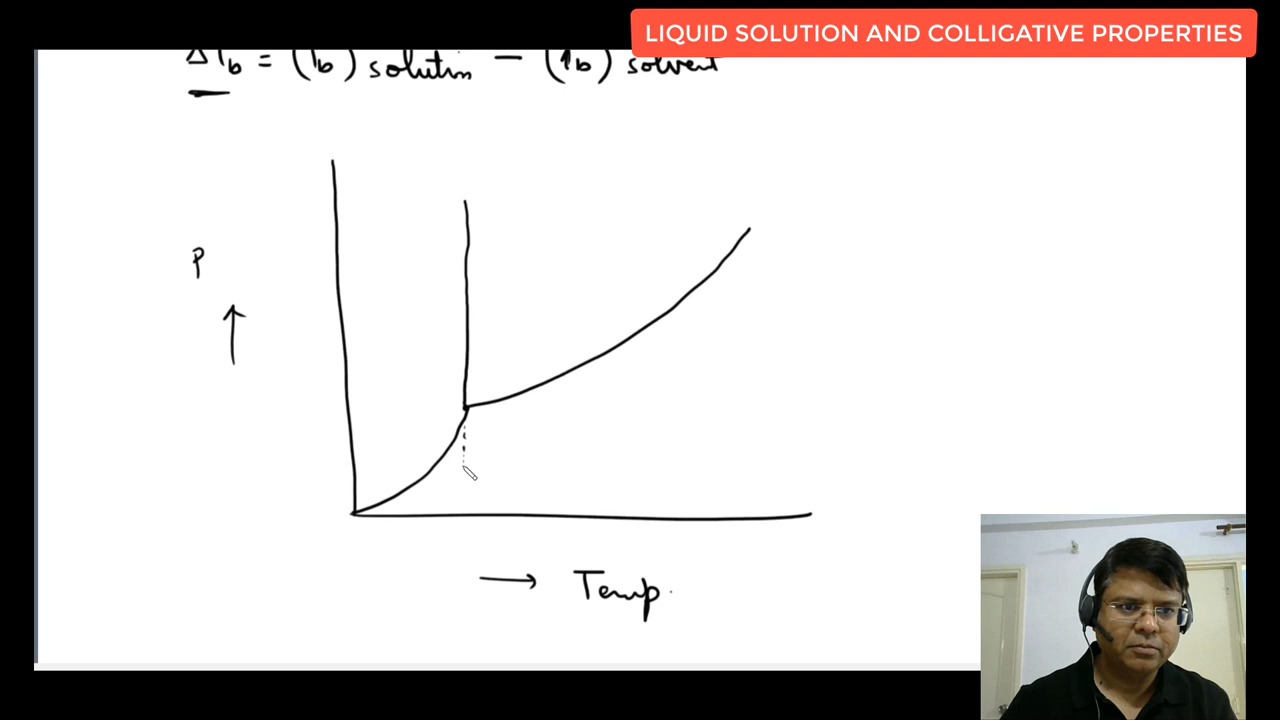 LIQUID SOLUTION AND COLLIGATIVE PROPERTIES
ΔTb = (Tb) solution - (Tb) solvent
P
Temp.